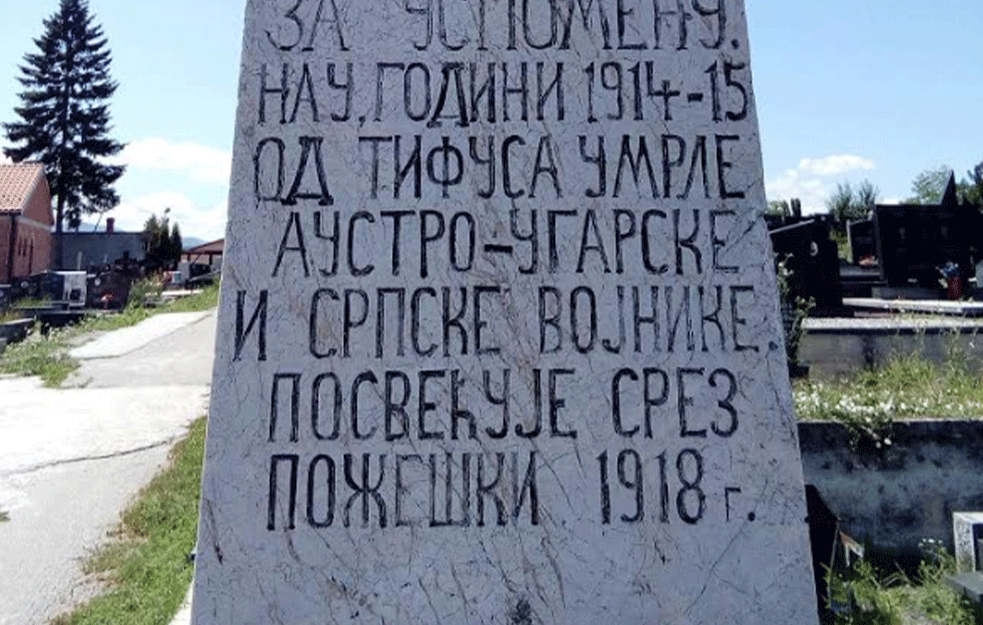 ЗА УСПОМЕНУ.
НАУ. ГОДИНИ 1914-15
ОД ТИФУСА УМРЛЕ
АУСТРО-УГАРСКЕ
И СРПСКЕ ВОЈНИКЕ.
ПОСВЕЋУЈЕ СРЕЗ
ПОЖЕШКИ 1918 г.